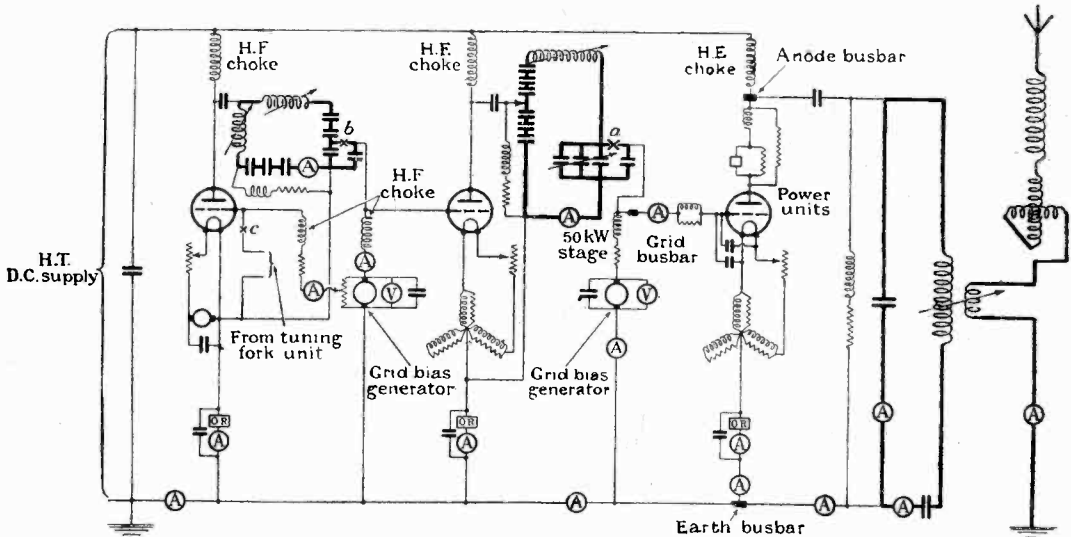 H.F
choke
H.F.
choke
H.F.
choke
Anode busbar
b
a
A
H.F
choke
Power
units
A
A
50kW
stage
Grid
busbar
c
H.T.
D.C. supply
A
A
V
V
From tuning
fork unit
Grid bias
generator
Grid bias
generator
A
A
A
OR
A
OR
A
OR
A
A
A
A
A
A
Earth busbar